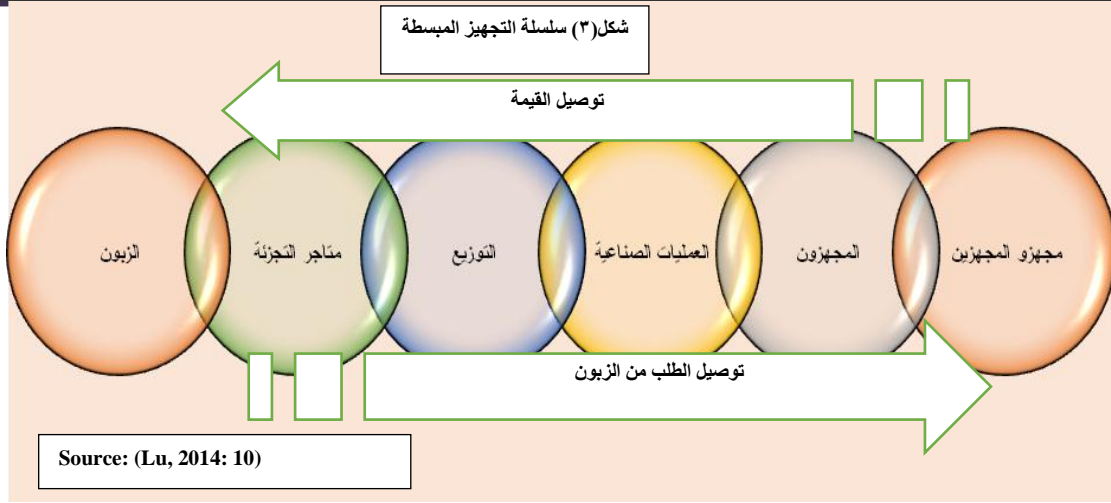 شكل(٣) سلسلة التجهيز المبسطة
توصيل القيمة
مجهزو المجهزين
المجهزون
العمليات الصناعية
التوزيع
متاجر التجزئة
الزبون
توصيل الطلب من الزبون
Source: (Lu, 2014: 10)